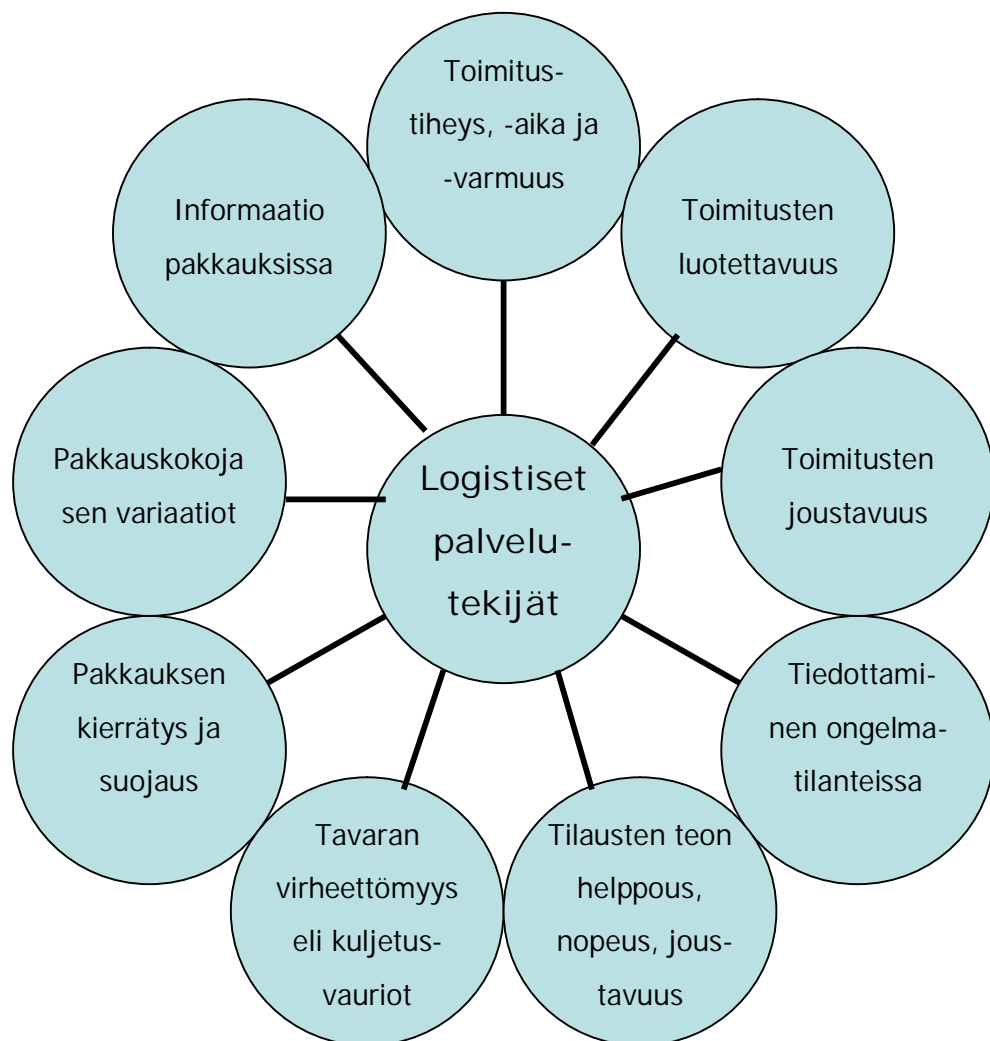 Toimitus-
tiheys, -aika ja
-varmuus
Toimitusten
luotettavuus
Toimitusten
joustavuus
Tiedottami-
nen ongelma-
tilanteissa
Tilausten teon
helppous,
nopeus, jous-
tavuus
Tavaran
virheettömyys
eli kuljetus-
vauriot
Pakkauksen
kierrätys ja
suojaus
Pakkauskokoja
sen variaatiot
Informaatio
pakkauksissa
Logistiset
palvelu-
tekijät